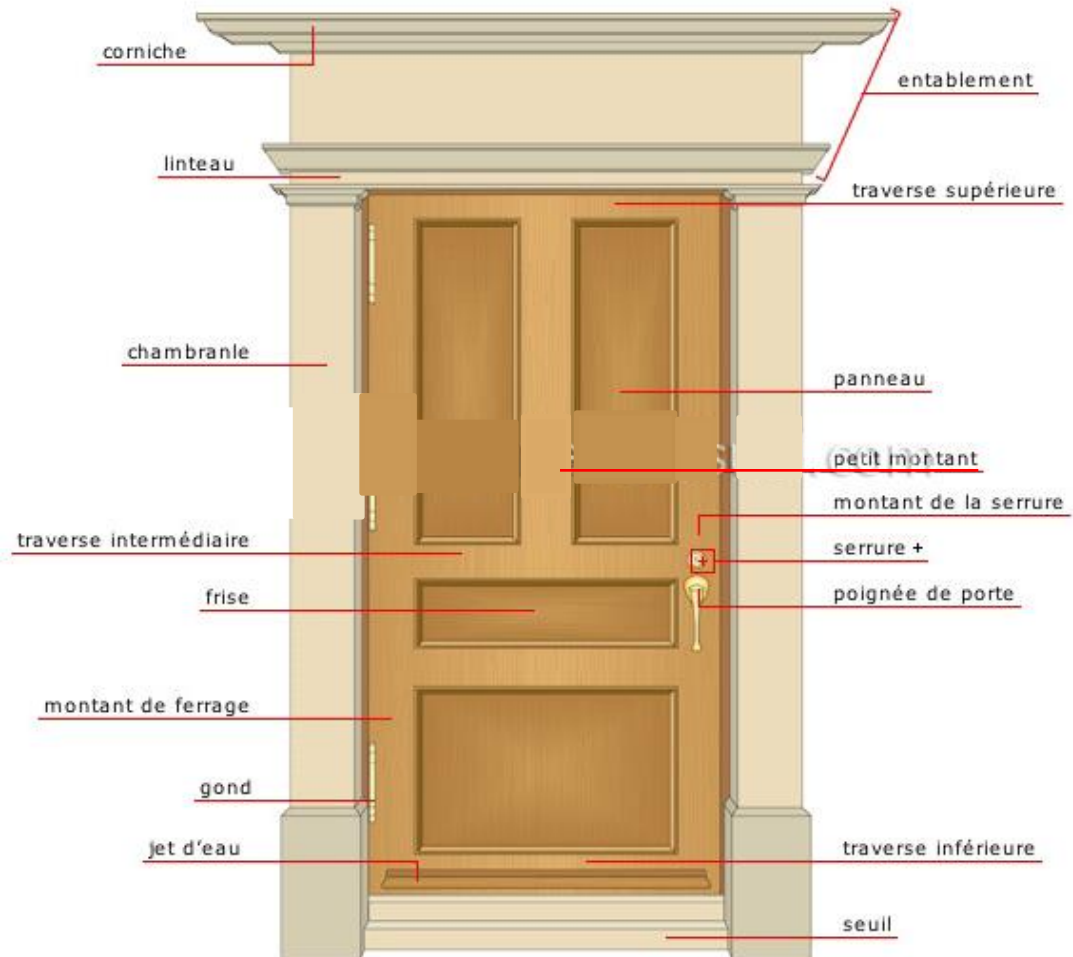 corniche
entablement
linteau
traverse supérieure
chambranle
panneau
petit montant
montant de la serrure
traverse intermédiaire
serrure +
frise
poignée de porte
montant de ferrage
gond
jet d'eau
traverse inférieure
seuil